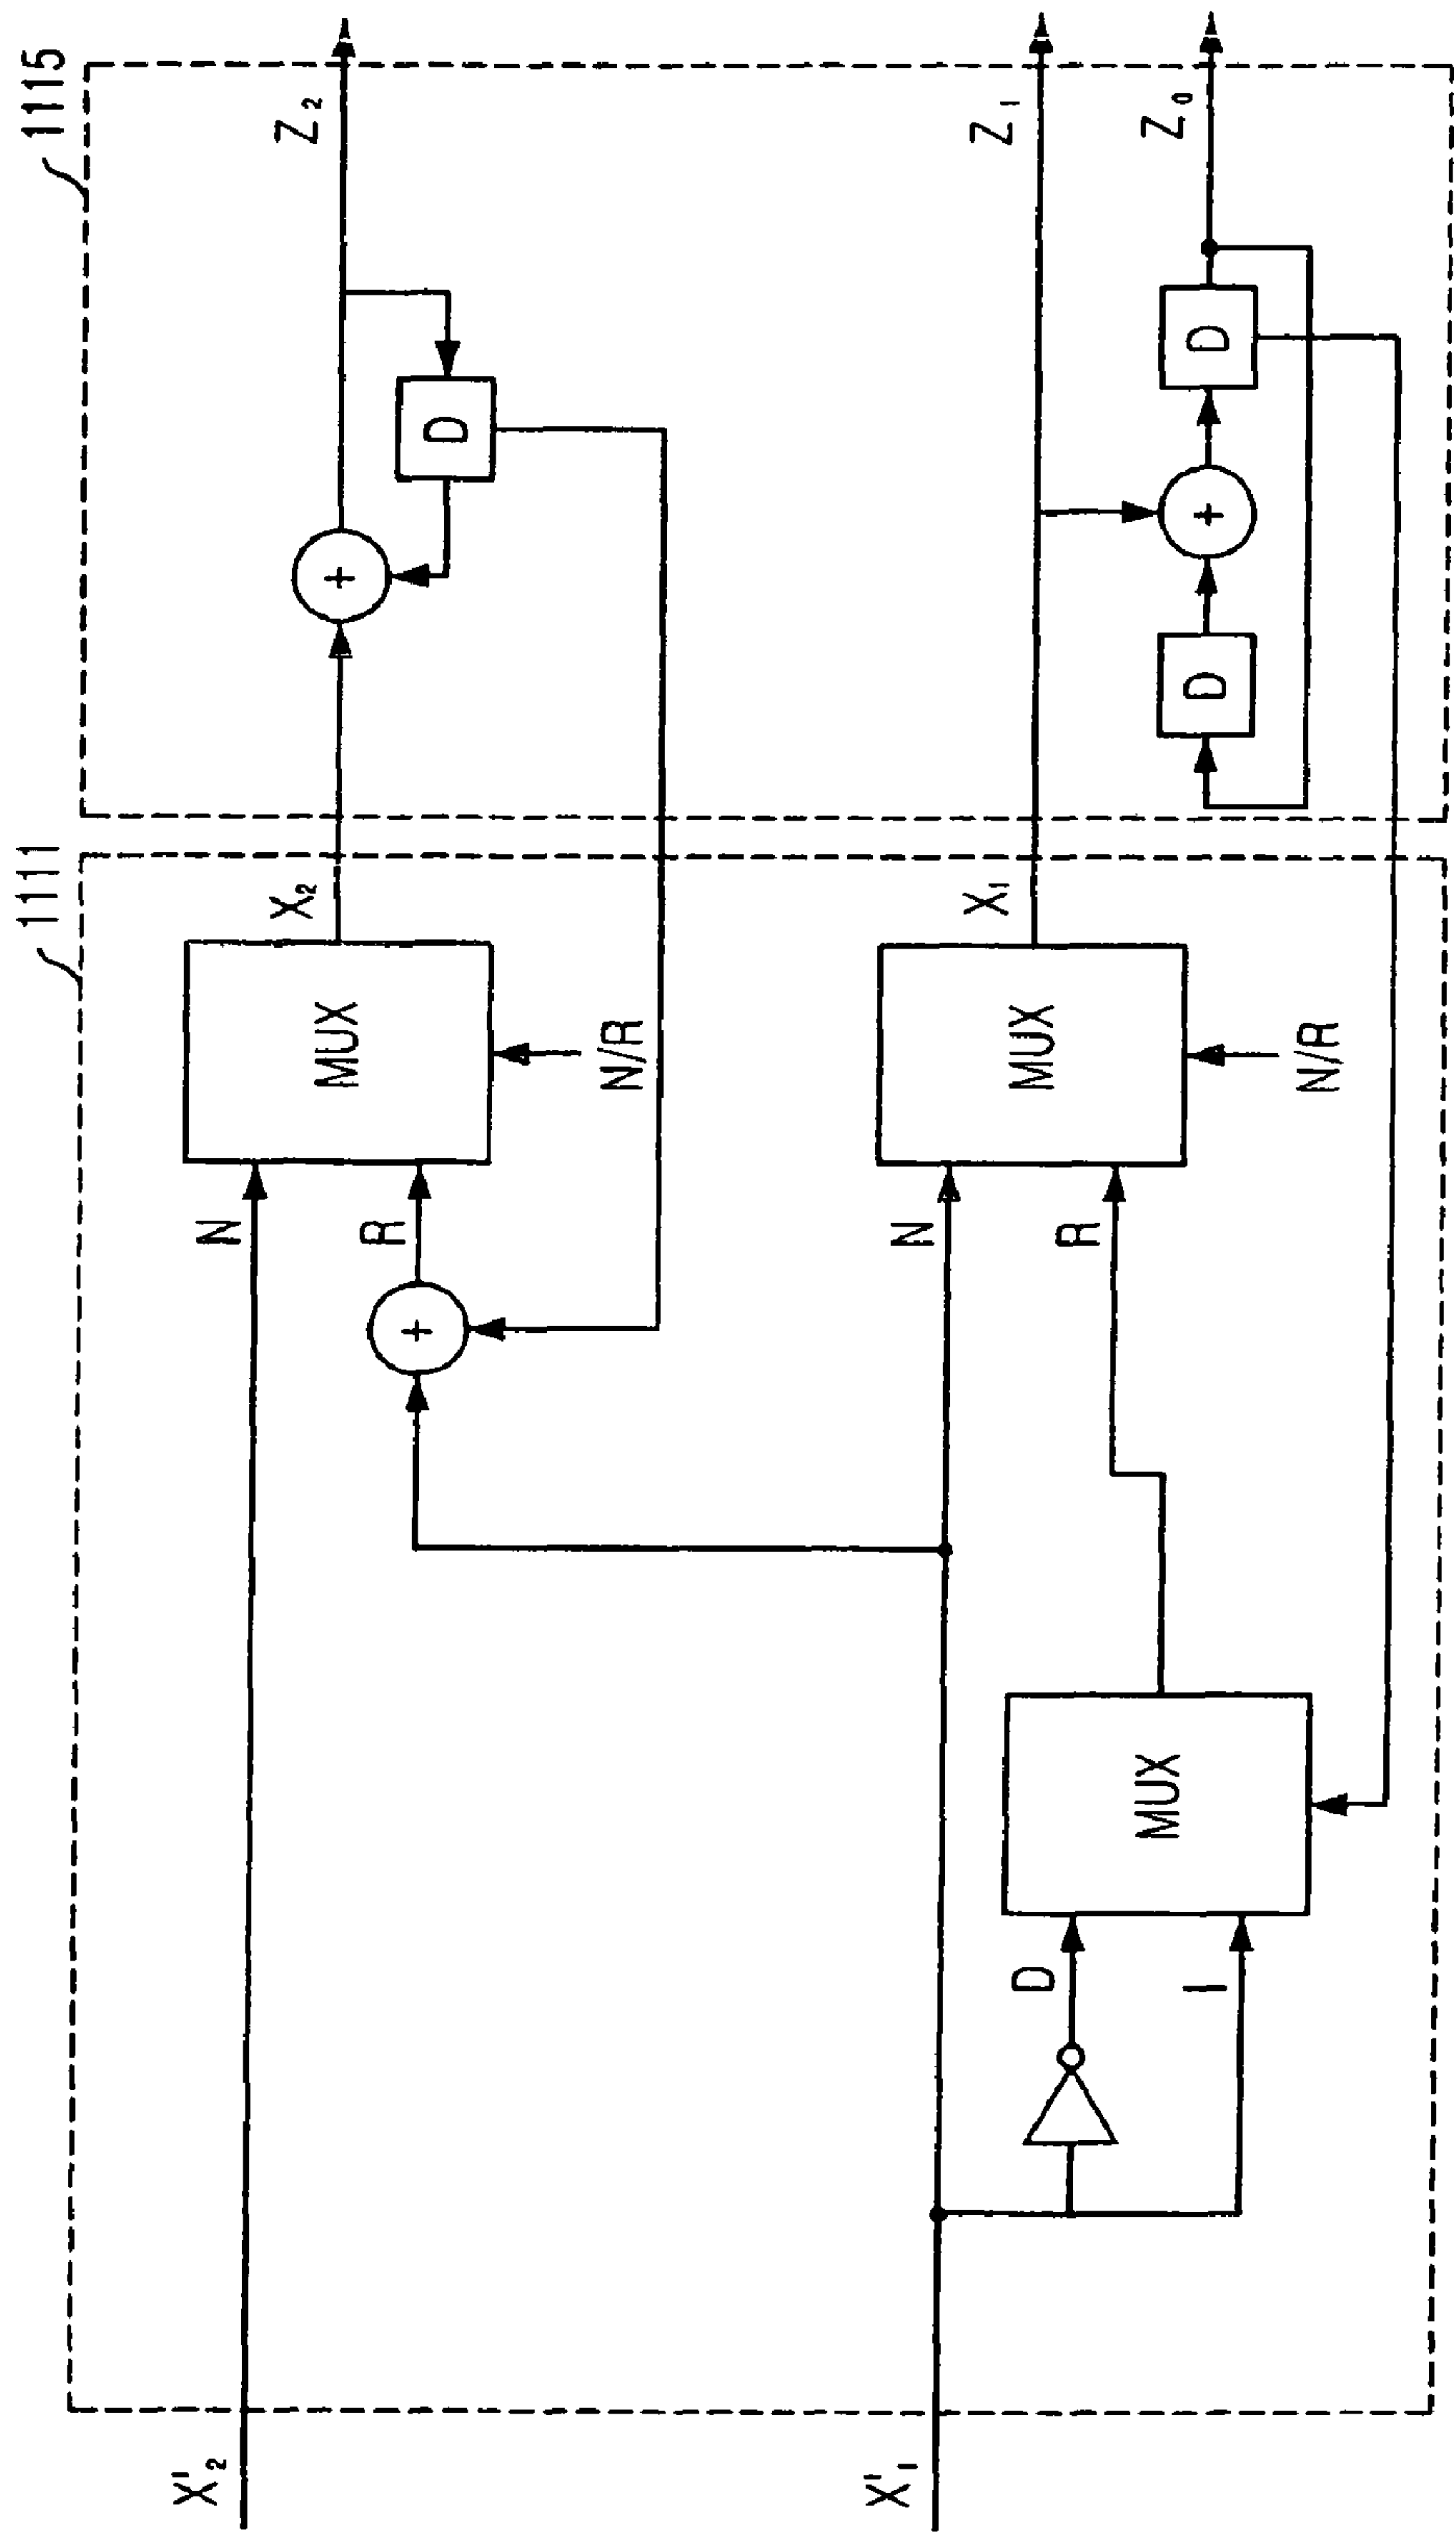 1111
1115
X'₂
N
R
+
MUX
N/R
X₂
+
D
Z₂
X'₁
D
I
MUX
N
R
MUX
N/R
X₁
D
+
D
Z₁
Z₀